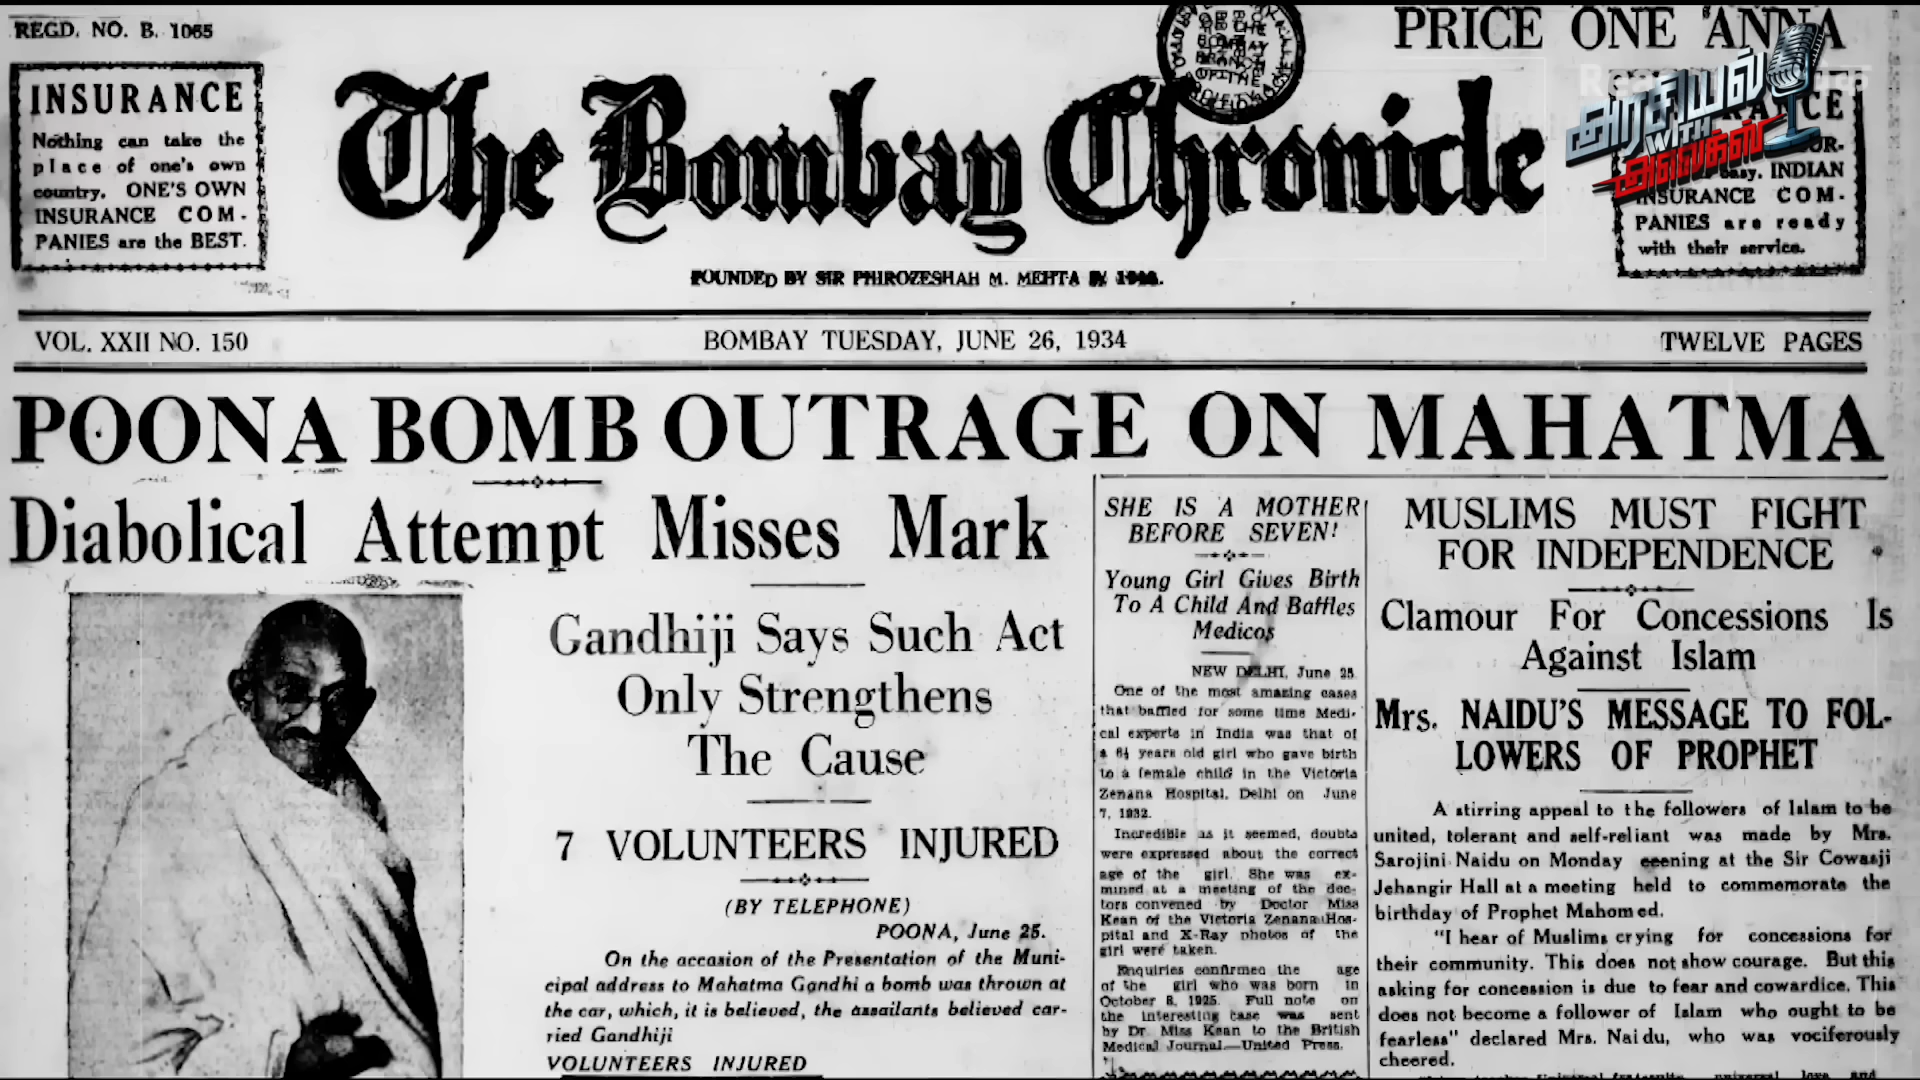 REGD. NO. B. 1065
PRICE ONE ANNA
INSURANCE
Nothing can take the
place of one's own
country. ONE'S OWN
INSURANCE COM-
PANIES are the BEST.
The Bombay Chronicle
அரசியல்
WITH
அலெக்ஸ்
INDIAN
INSURANCE COM-
PANIES are ready
with their service.
FOUNDED BY SIR PHIROZESHAH M. MEHTA
VOL. XXII NO. 150
BOMBAY TUESDAY, JUNE 26, 1934
TWELVE PAGES
POONA BOMB OUTRAGE ON MAHATMA
Diabolical Attempt Misses Mark
Gandhiji Says Such Act
Only Strengthens
The Cause
7 VOLUNTEERS INJURED
(BY TELEPHONE)
POONA, June 25.
On the occasion of the Presentation of the Muni-
cipal address to Mahatma Gandhi a bomb was thrown at
the car, which, it is believed, the assailants believed car-
ried Gandhiji
VOLUNTEERS INJURED
SHE IS A MOTHER
BEFORE SEVEN!
Young Girl Gives Birth
To A Child And Baffles
Medicos
NEW DELHI, June 25.
One of the most amazing cases
that baffled for some time Medi-
cal experts in India was that of
a 6½ years old girl who gave birth
to a female child in the Victoria
Zenana Hospital, Delhi on June
7, 1932.
Incredible as it seemed, doubts
were expressed about the correct
age of the girl. She was ex-
mined at a meeting of the doc-
tors convened by Doctor Miss
Kean of the Victoria Zenana Hos-
pital and X-Ray photos of the
girl were taken.
Enquiries confirmed the age
of the girl who was born in
October 8, 1925. Full note on
the interesting case was sent
by Dr. Miss Kean to the British
Medical Journal.—United Press.
MUSLIMS MUST FIGHT
FOR INDEPENDENCE
Clamour For Concessions Is
Against Islam
Mrs. NAIDU'S MESSAGE TO FOL-
LOWERS OF PROPHET
A stirring appeal to the followers of Islam to be
united, tolerant and self-reliant was made by Mrs.
Sarojini Naidu on Monday eeening at the Sir Cowasji
Jehangir Hall at a meeting held to commemorate the
birthday of Prophet Mahomed.
"I hear of Muslims crying for concessions for
their community. This does not show courage. But this
asking for concession is due to fear and cowardice. This
does not become a follower of Islam who ought to be
fearless" declared Mrs. Naidu, who was vociferously
cheered.